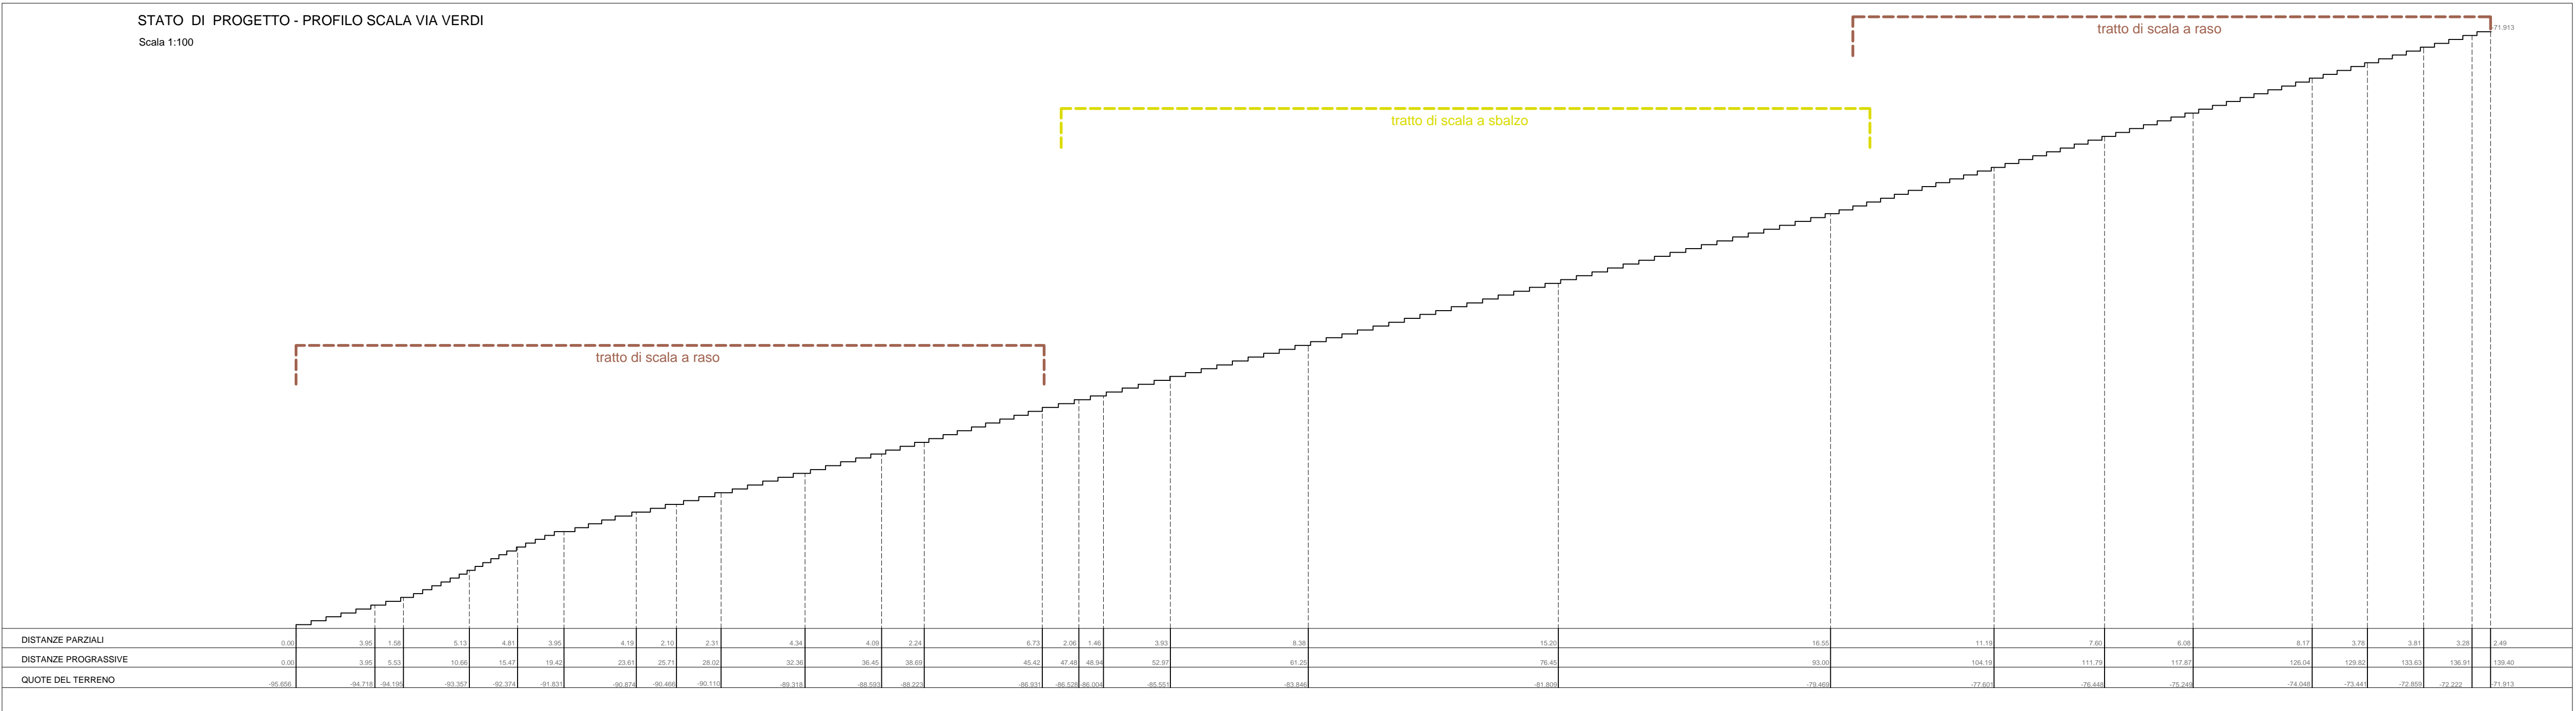 STATO DI PROGETTO - PROFILO SCALA VIA VERDI
Scala 1:100
tratto di scala a raso
-71.913
tratto di scala a sbalzo
tratto di scala a raso
DISTANZE PARZIALI 0.00 3.95 1.58 5.13 4.81 3.95 4.19 2.10 2.31 4.34 4.09 2.24 6.73 2.06 1.46 3.93 8.38 15.20 16.55 11.19 7.60 6.08 8.17 3.78 3.81 3.28 2.49
DISTANZE PROGRASSIVE 0.00 3.95 5.53 10.66 15.47 19.42 23.61 25.71 28.02 32.36 36.45 38.69 45.42 47.48 48.94 52.97 61.25 76.45 93.00 104.19 111.79 117.87 126.04 129.82 133.63 136.91 139.40
QUOTE DEL TERRENO -95.656 -94.718 -94.195 -93.357 -92.374 -91.831 -90.874 -90.466 -90.110 -89.318 -88.593 -88.223 -86.931 -86.528 -86.004 -85.551 -83.846 -81.809 -79.469 -77.601 -76.448 -75.249 -74.048 -73.441 -72.859 -72.222 -71.913